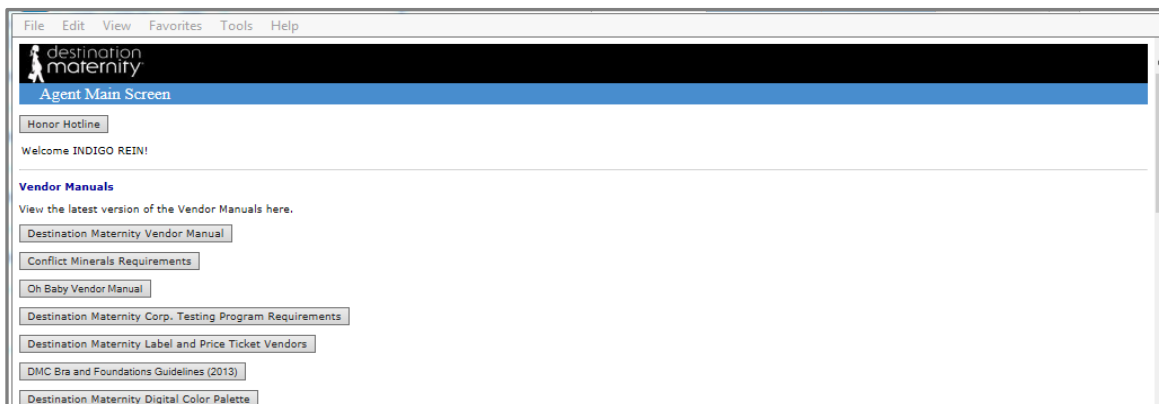 File Edit View Favorites Tools Help
destination
maternity
Agent Main Screen
Honor Hotline
Welcome INDIGO REIN!
Vendor Manuals
View the latest version of the Vendor Manuals here.
Destination Maternity Vendor Manual
Conflict Minerals Requirements
Oh Baby Vendor Manual
Destination Maternity Corp. Testing Program Requirements
Destination Maternity Label and Price Ticket Vendors
DMC Bra and Foundations Guidelines (2013)
Destination Maternity Digital Color Palette